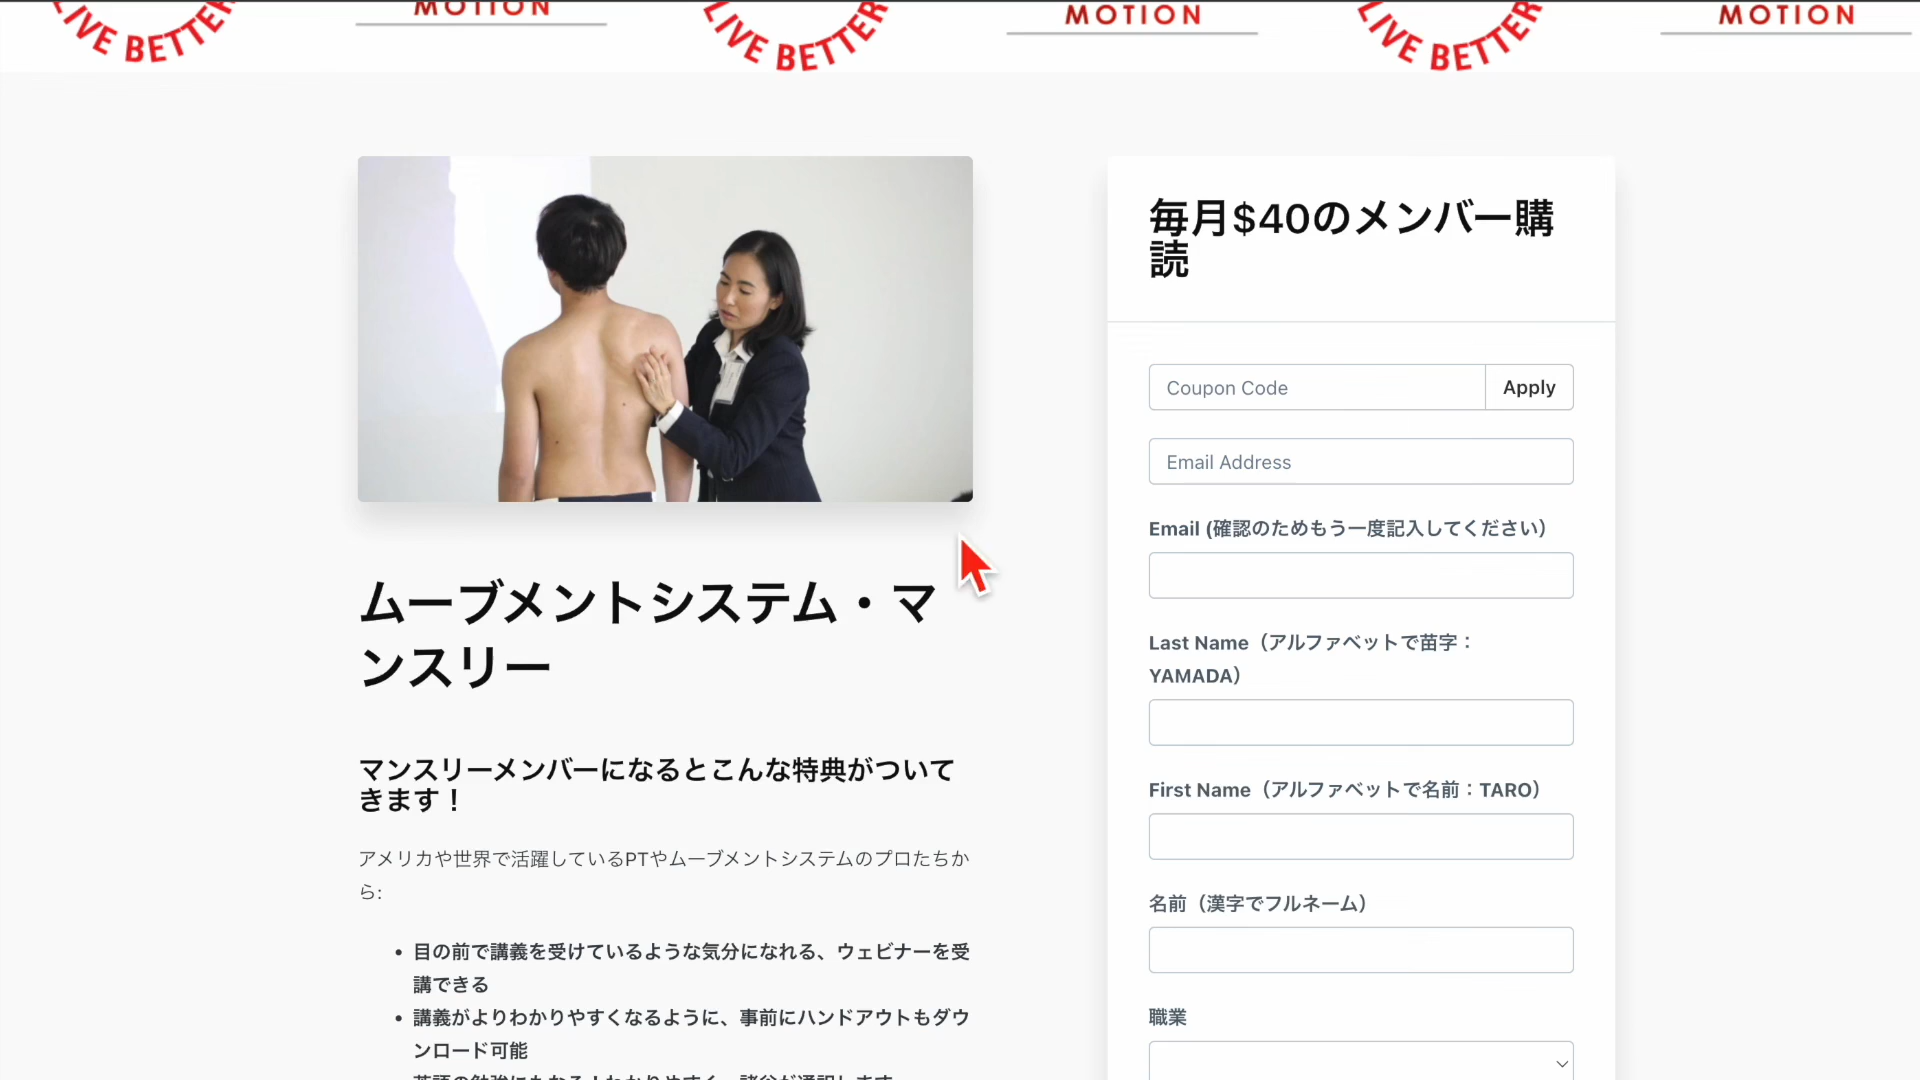 LIVE BETTER
MOTION
LIVE BETTER
MOTION
LIVE BETTER
MOTION
ムーブメントシステム・マ
ンスリー
マンスリーメンバーになるとこんな特典がついて
きます！
アメリカや世界で活躍しているPTやムーブメントシステムのプロたちか
ら:
• 目の前で講義を受けているような気分になれる、ウェビナーを受
講できる
• 講義がよりわかりやすくなるように、事前にハンドアウトもダウ
ンロード可能
毎月$40のメンバー購
読
Coupon Code
Apply
Email Address
Email (確認のためもう一度記入してください）
Last Name（アルファベットで苗字：
YAMADA）
First Name（アルファベットで名前：TARO）
名前（漢字でフルネーム）
職業